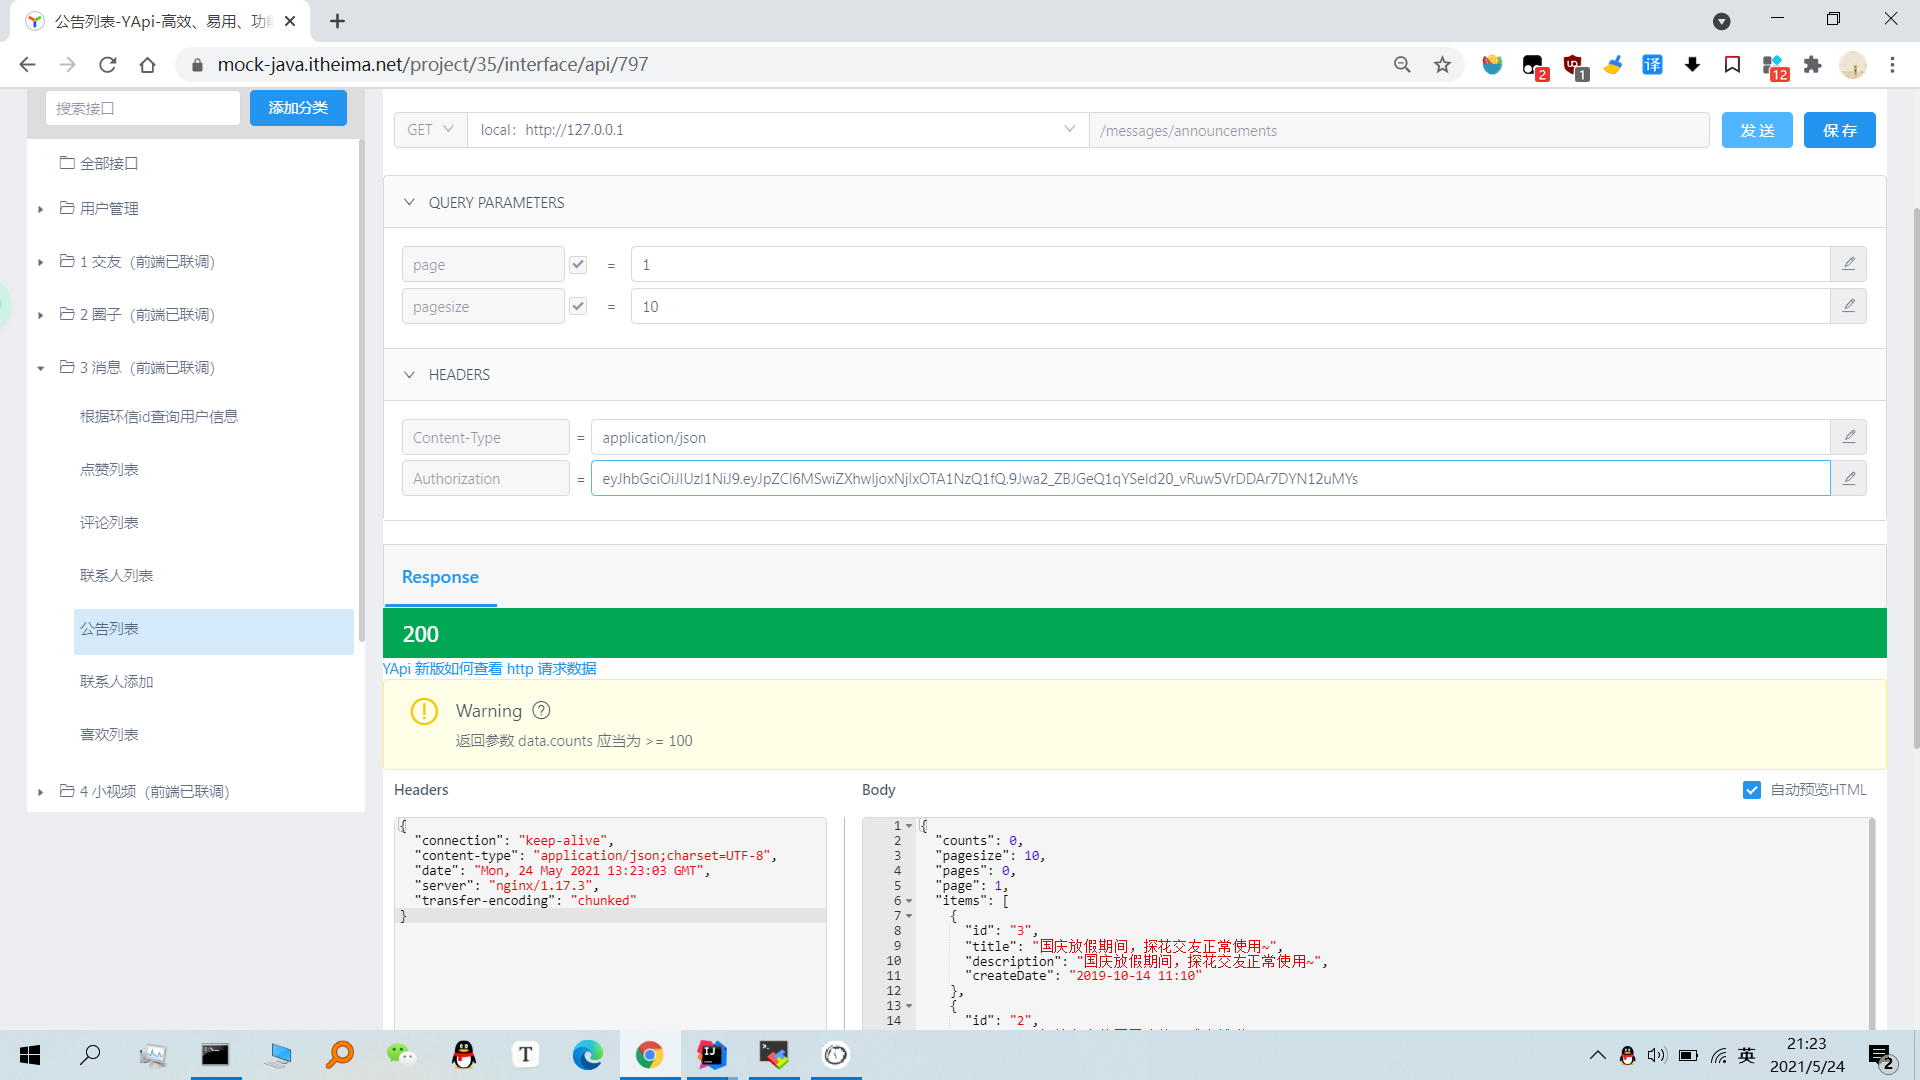 公告列表-YApi-高效、易用、功能
mock-java.itheima.net/project/35/interface/api/797
2
1
译
12
搜索接口
添加分类
全部接口
用户管理
1 交友（前端已联调)
2 圈子（前端已联调)
3 消息（前端已联调)
根据环信id查询用户信息
点赞列表
评论列表
联系人列表
公告列表
联系人添加
喜欢列表
4 小视频（前端已联调)
GET
local：http://127.0.0.1
/messages/announcements
发 送
保 存
QUERY PARAMETERS
page
=
1
pagesize
=
10
HEADERS
Content-Type
=
application/json
Authorization
=
eyJhbGciOiJIUzI1NiJ9.eyJpZCI6MSwiZXhwIjoxNjIxOTA1NzQ1fQ.9Jwa2_ZBJGeQ1qYSeId20_vRuw5VrDDAr7DYN12uMYs
Response
200
YApi 新版如何查看 http 请求数据
Warning
返回参数 data.counts 应当为 >= 100
Headers
{
"connection": "keep-alive",
"content-type": "application/json;charset=UTF-8",
"date": "Mon, 24 May 2021 13:23:03 GMT",
"server": "nginx/1.17.3",
"transfer-encoding": "chunked"
}
Body
自动预览HTML
1 {
2 "counts": 0,
3 "pagesize": 10,
4 "pages": 0,
5 "page": 1,
6 "items": [
7 {
8 "id": "3",
9 "title": "国庆放假期间，探花交友正常使用~",
10 "description": "国庆放假期间，探花交友正常使用~",
11 "createDate": "2019-10-14 11:10"
12 },
13 {
14 "id": "2",
T
IJ
英
21:23
2021/5/24
2